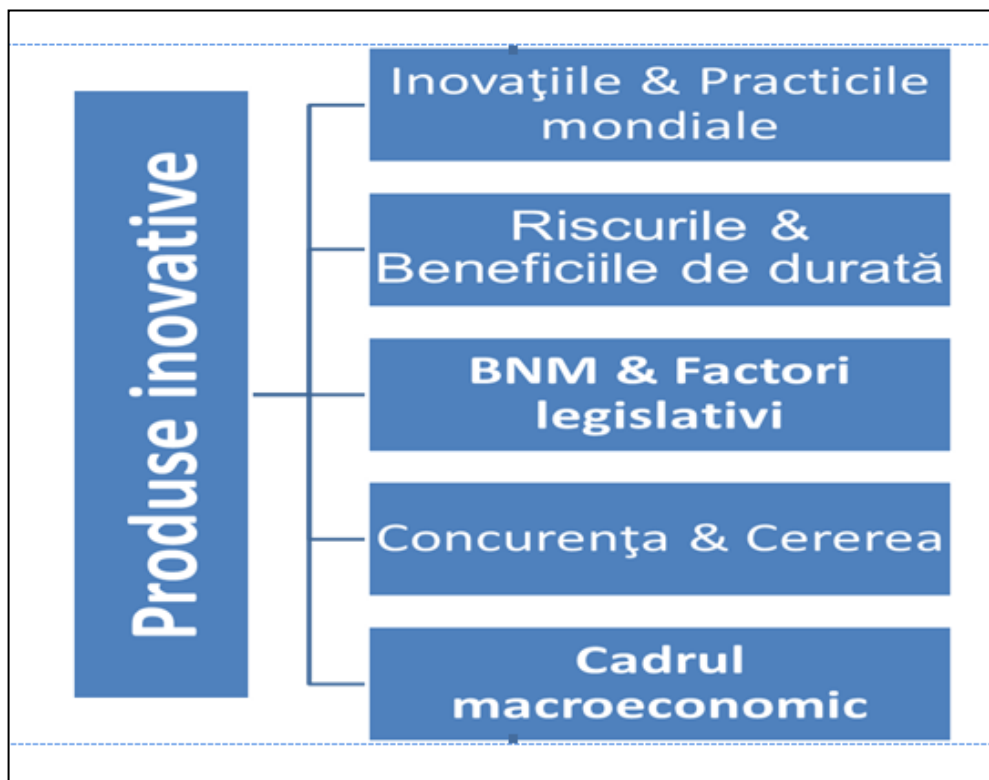 Produse inovative
Inovaţiile & Practicile
mondiale
Riscurile &
Beneficiile de durată
BNM & Factori
legislativi
Concurenţa & Cererea
Cadrul
macroeconomic